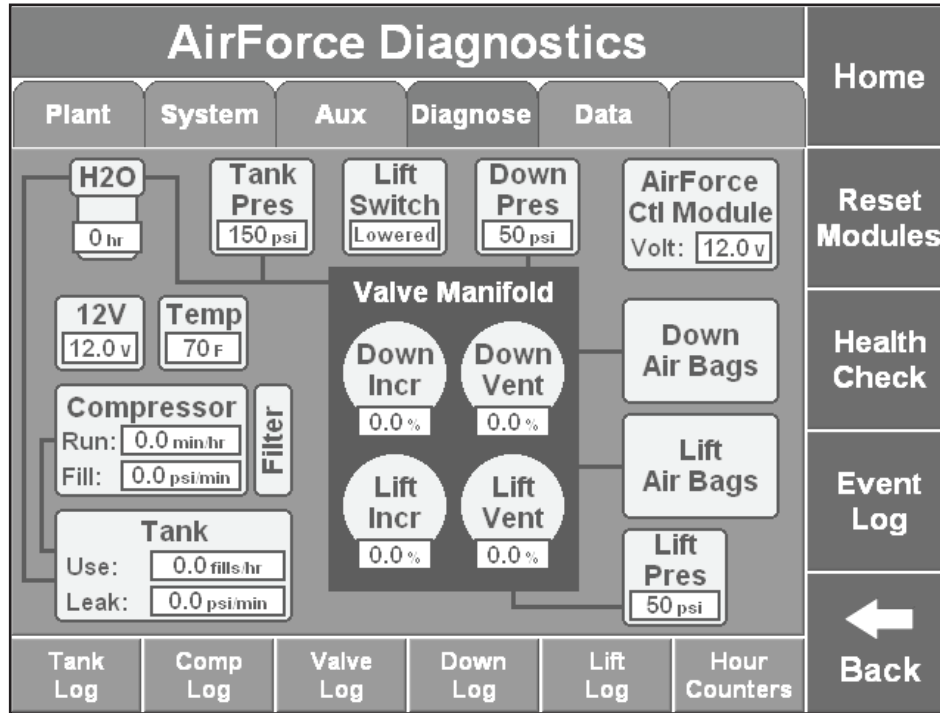 AirForce Diagnostics
Home
Plant
System
Aux
Diagnose
Data
H2O
0 hr
Tank
Pres
150 psi
Lift
Switch
Lowered
Down
Pres
50 psi
AirForce
Ctl Module
Volt: 12.0 v
Reset
Modules
12V
12.0 v
Temp
70 F
Valve Manifold
Down
Incr
0.0 %
Down
Vent
0.0 %
Down
Air Bags
Health
Check
Compressor
Run: 0.0 min/hr
Fill: 0.0 psi/min
Filter
Lift
Incr
0.0 %
Lift
Vent
0.0 %
Lift
Air Bags
Event
Log
Tank
Use: 0.0 fills/hr
Leak: 0.0 psi/min
Lift
Pres
50 psi
Back
Tank
Log
Comp
Log
Valve
Log
Down
Log
Lift
Log
Hour
Counters